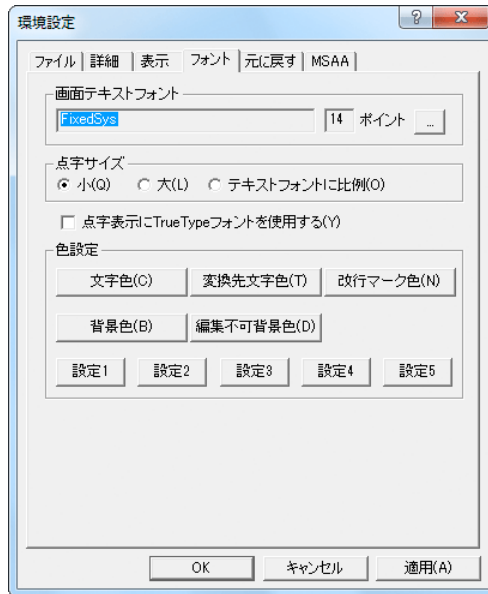 環境設定
ファイル 詳細 表示 フォント 元に戻す MSAA
画面テキストフォント
FixedSys 14 ポイント ...
点字サイズ
小(Q) 大(L) テキストフォントに比例(O)
点字表示にTrueTypeフォントを使用する(Y)
色設定
文字色(C) 変換先文字色(T) 改行マーク色(N)
背景色(B) 編集不可背景色(D)
設定1 設定2 設定3 設定4 設定5
OK キャンセル 適用(A)